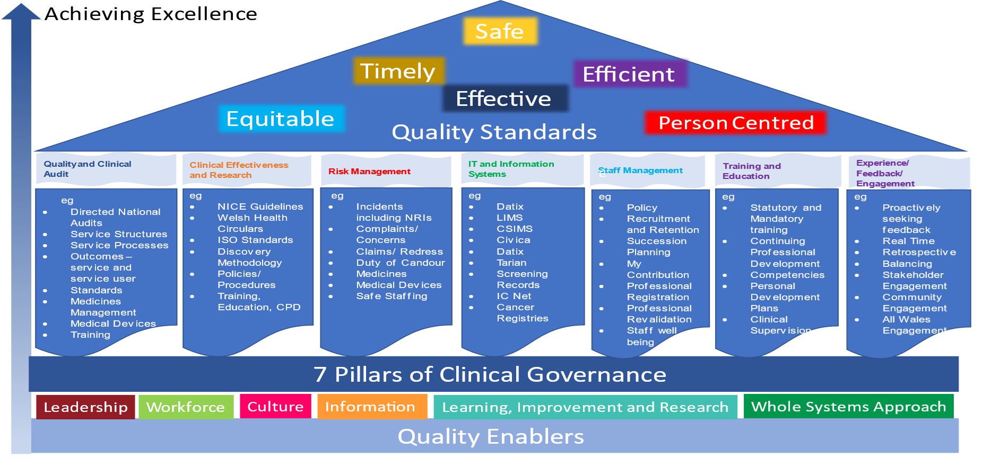 Achieving Excellence
Safe
Timely
Efficient
Effective
Equitable
Person Centred
Quality Standards
Quality and Clinical
Audit
eg
• Directed National
Audits
• Service Structures
• Service Processes
• Outcomes –
service and
service user
• Standards
• Medicines
Management
• Medical Devices
• Training
Clinical Effectiveness
and Research
eg
• NICE Guidelines
• Welsh Health
Circulars
• ISO Standards
• Discovery
Methodology
• Policies/
Procedures
• Training,
Education, CPD
Risk Management
eg
• Incidents
including NRIs
• Complaints/
Concerns
• Claims/ Redress
• Duty of Candour
• Medicines
• Medical Devices
• Safe Staffing
IT and Information
Systems
eg
• Datix
• LIMS
• CSIMS
• Civica
• Datix
• Tarian
• Screening
Records
• IC Net
• Cancer
Registries
Staff Management
E
eg
• Policy
• Recruitment
and Retention
• Succession
Planning
• My
Contribution
• Professional
Registration
• Professional
Revalidation
• Staff well
being
Training and
Education
eg
• Statutory and
Mandatory
training
• Continuing
Professional
Development
• Competencies
• Personal
Development
Plans
• Clinical
Supervision
Experience/
Feedback/
Engagement
eg
• Proactively
seeking
feedback
• Real Time
• Retrospective
• Balancing
• Stakeholder
Engagement
• Community
Engagement
• All Wales
Engagement
7 Pillars of Clinical Governance
Leadership
Workforce
Culture
Information
Learning, Improvement and Research
Whole Systems Approach
Quality Enablers